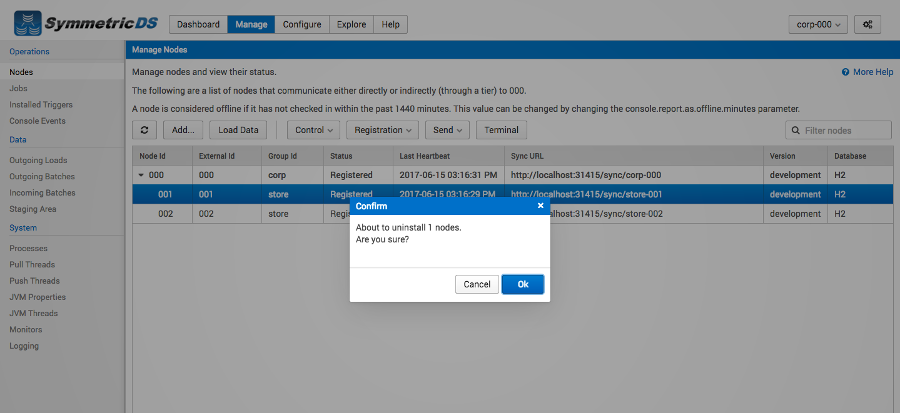 SymmetricDS
Dashboard Manage Configure Explore Help
corp-000
Operations
Nodes
Jobs
Installed Triggers
Console Events
Data
Outgoing Loads
Outgoing Batches
Incoming Batches
Staging Area
System
Processes
Pull Threads
Push Threads
JVM Properties
JVM Threads
Monitors
Logging
Manage Nodes
Manage nodes and view their status.
More Help
The following are a list of nodes that communicate either directly or indirectly (through a tier) to 000.
A node is considered offline if it has not checked in within the past 1440 minutes. This value can be changed by changing the console.report.as.offline.minutes parameter.
Add... Load Data Control Registration Send Terminal Filter nodes
Node Id External Id Group Id Status Last Heartbeat Sync URL Version Database
000 000 corp Registered 2017-06-15 03:16:31 PM http://localhost:31415/sync/corp-000 development H2
001 001 store Registered 2017-06-15 03:16:29 PM http://localhost:31415/sync/store-001 development H2
002 002 store Regi :localhost:31415/sync/store-002 development H2
Confirm
About to uninstall 1 nodes.
Are you sure?
Cancel Ok